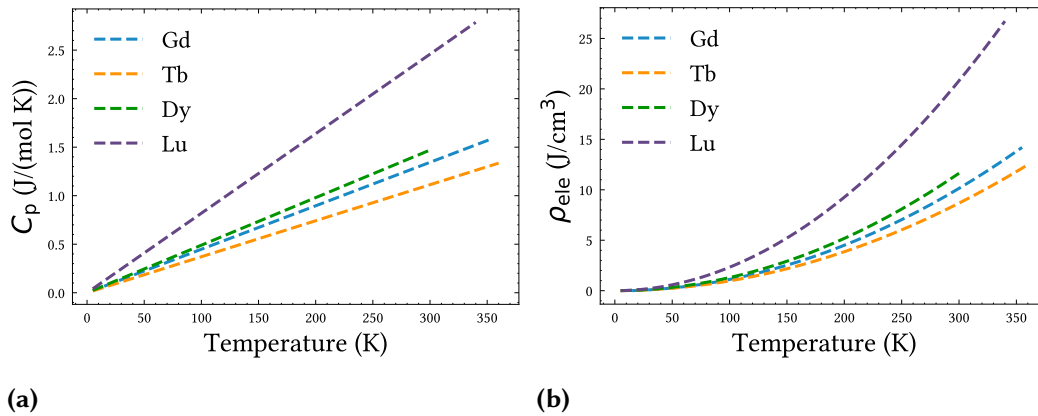 Gd
Tb
Dy
Lu
C_p (J/(mol K))
2.5
2.0
1.5
1.0
0.5
0.0
0 50 100 150 200 250 300 350
Temperature (K)
(a)
Gd
Tb
Dy
Lu
ρ_ele (J/cm³)
25
20
15
10
5
0
0 50 100 150 200 250 300 350
Temperature (K)
(b)